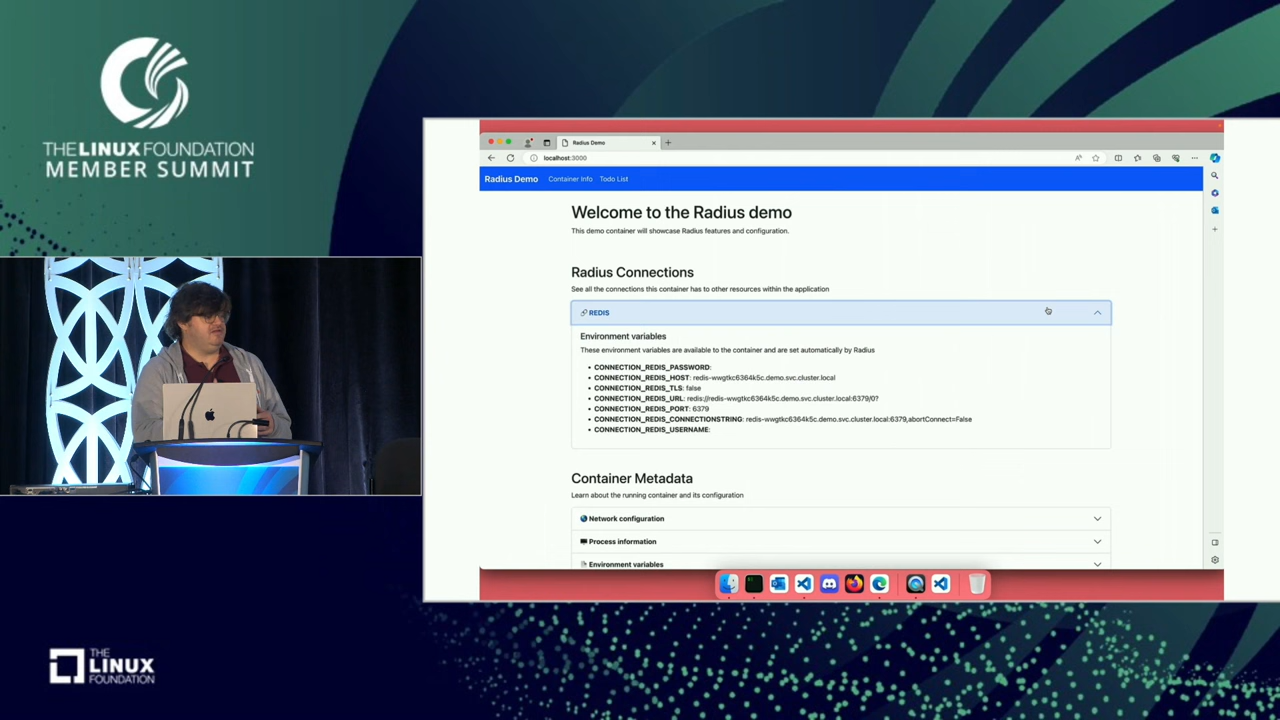 THE LINUX FOUNDATION
MEMBER SUMMIT
Radius Demo
localhost:3000
Radius Demo Container Info Todo List
Welcome to the Radius demo
This demo container will showcase Radius features and configuration.
Radius Connections
See all the connections this container has to other resources within the application
REDIS
Environment variables
These environment variables are available to the container and are set automatically by Radius
CONNECTION_REDIS_PASSWORD:
CONNECTION_REDIS_HOST: redis-wwgtkc6364k5c.demo.svc.cluster.local
CONNECTION_REDIS_TLS: false
CONNECTION_REDIS_URL: redis://redis-wwgtkc6364k5c.demo.svc.cluster.local:6379/0?
CONNECTION_REDIS_PORT: 6379
CONNECTION_REDIS_CONNECTIONSTRING: redis-wwgtkc6364k5c.demo.svc.cluster.local:6379,abortConnect=False
CONNECTION_REDIS_USERNAME:
Container Metadata
Learn about the running container and its configuration
Network configuration
Process information
Environment variables
THE
LINUX
FOUNDATION